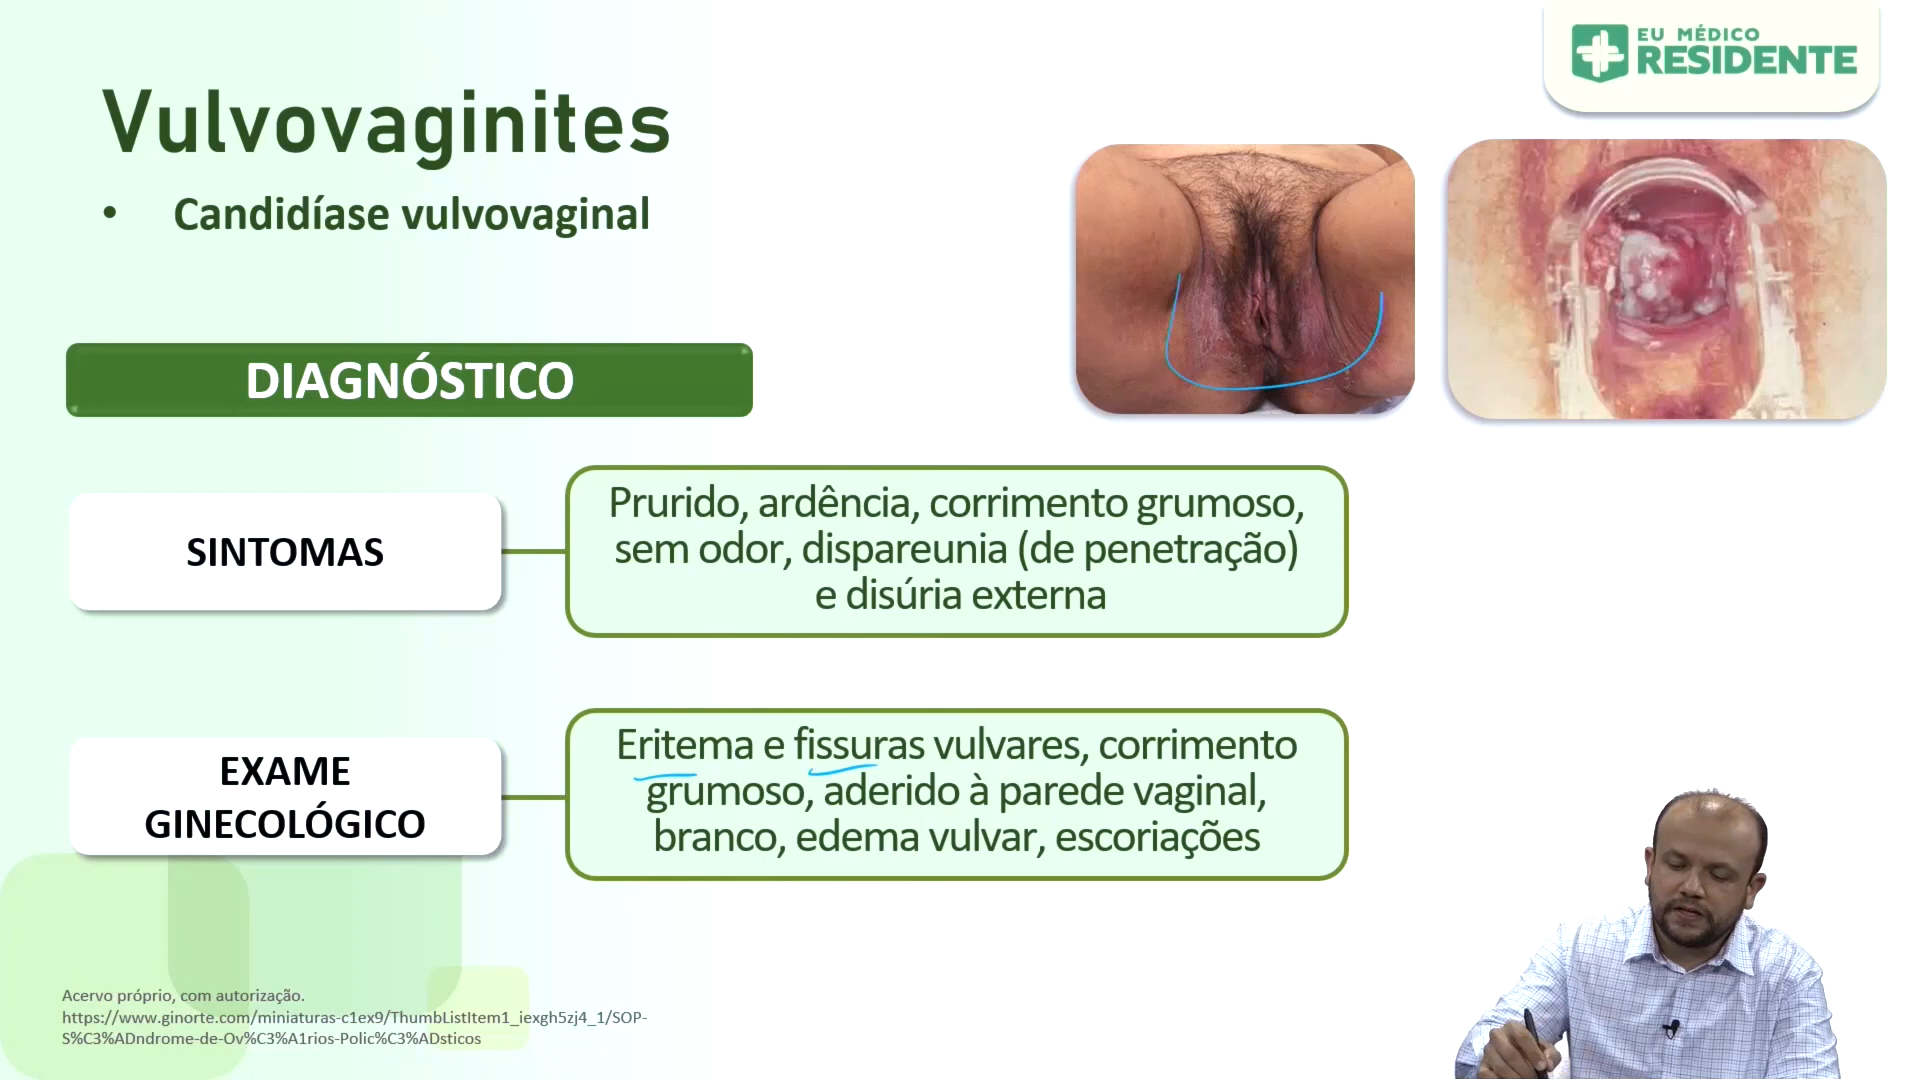 EU MÉDICO
RESIDENTE
Vulvovaginites
• Candidíase vulvovaginal
DIAGNÓSTICO
SINTOMAS
Prurido, ardência, corrimento grumoso,
sem odor, dispareunia (de penetração)
e disúria externa
EXAME
GINECOLÓGICO
Eritema e fissuras vulvares, corrimento
grumoso, aderido à parede vaginal,
branco, edema vulvar, escoriações
Acervo próprio, com autorização.
https://www.ginorte.com/miniaturas-c1ex9/ThumbListItem1_iexgh5zj4_1/SOP-
S%C3%ADndrome-de-Ov%C3%A1rios-Polic%C3%ADsticos